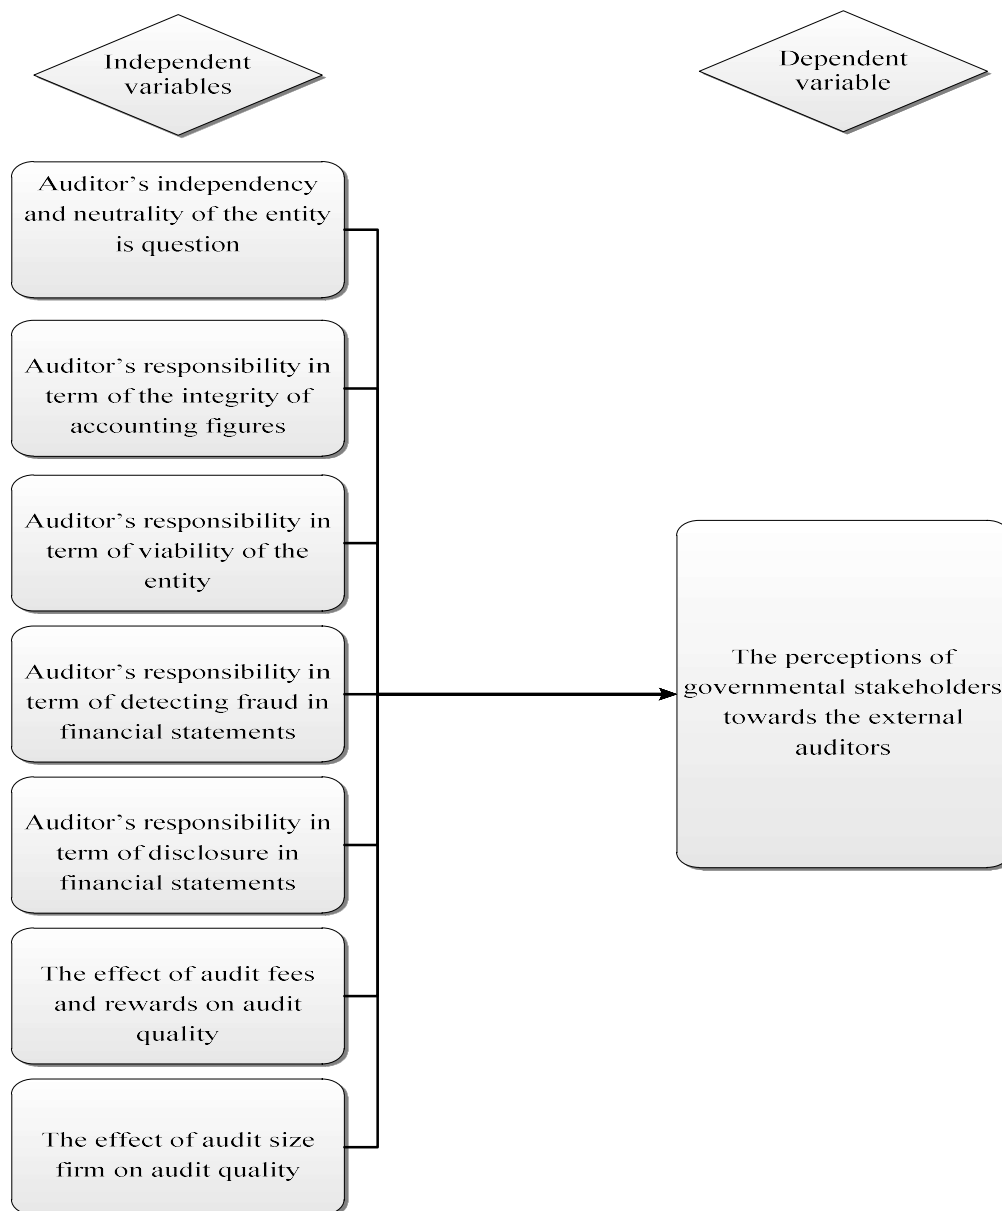 Independent
variables
Dependent
variable
Auditor’s independency
and neutrality of the entity
is question
Auditor’s responsibility in
term of the integrity of
accounting figures
Auditor’s responsibility in
term of viability of the
entity
Auditor’s responsibility in
term of detecting fraud in
financial statements
Auditor’s responsibility in
term of disclosure in
financial statements
The effect of audit fees
and rewards on audit
quality
The effect of audit size
firm on audit quality
The perceptions of
governmental stakeholders
towards the external
auditors